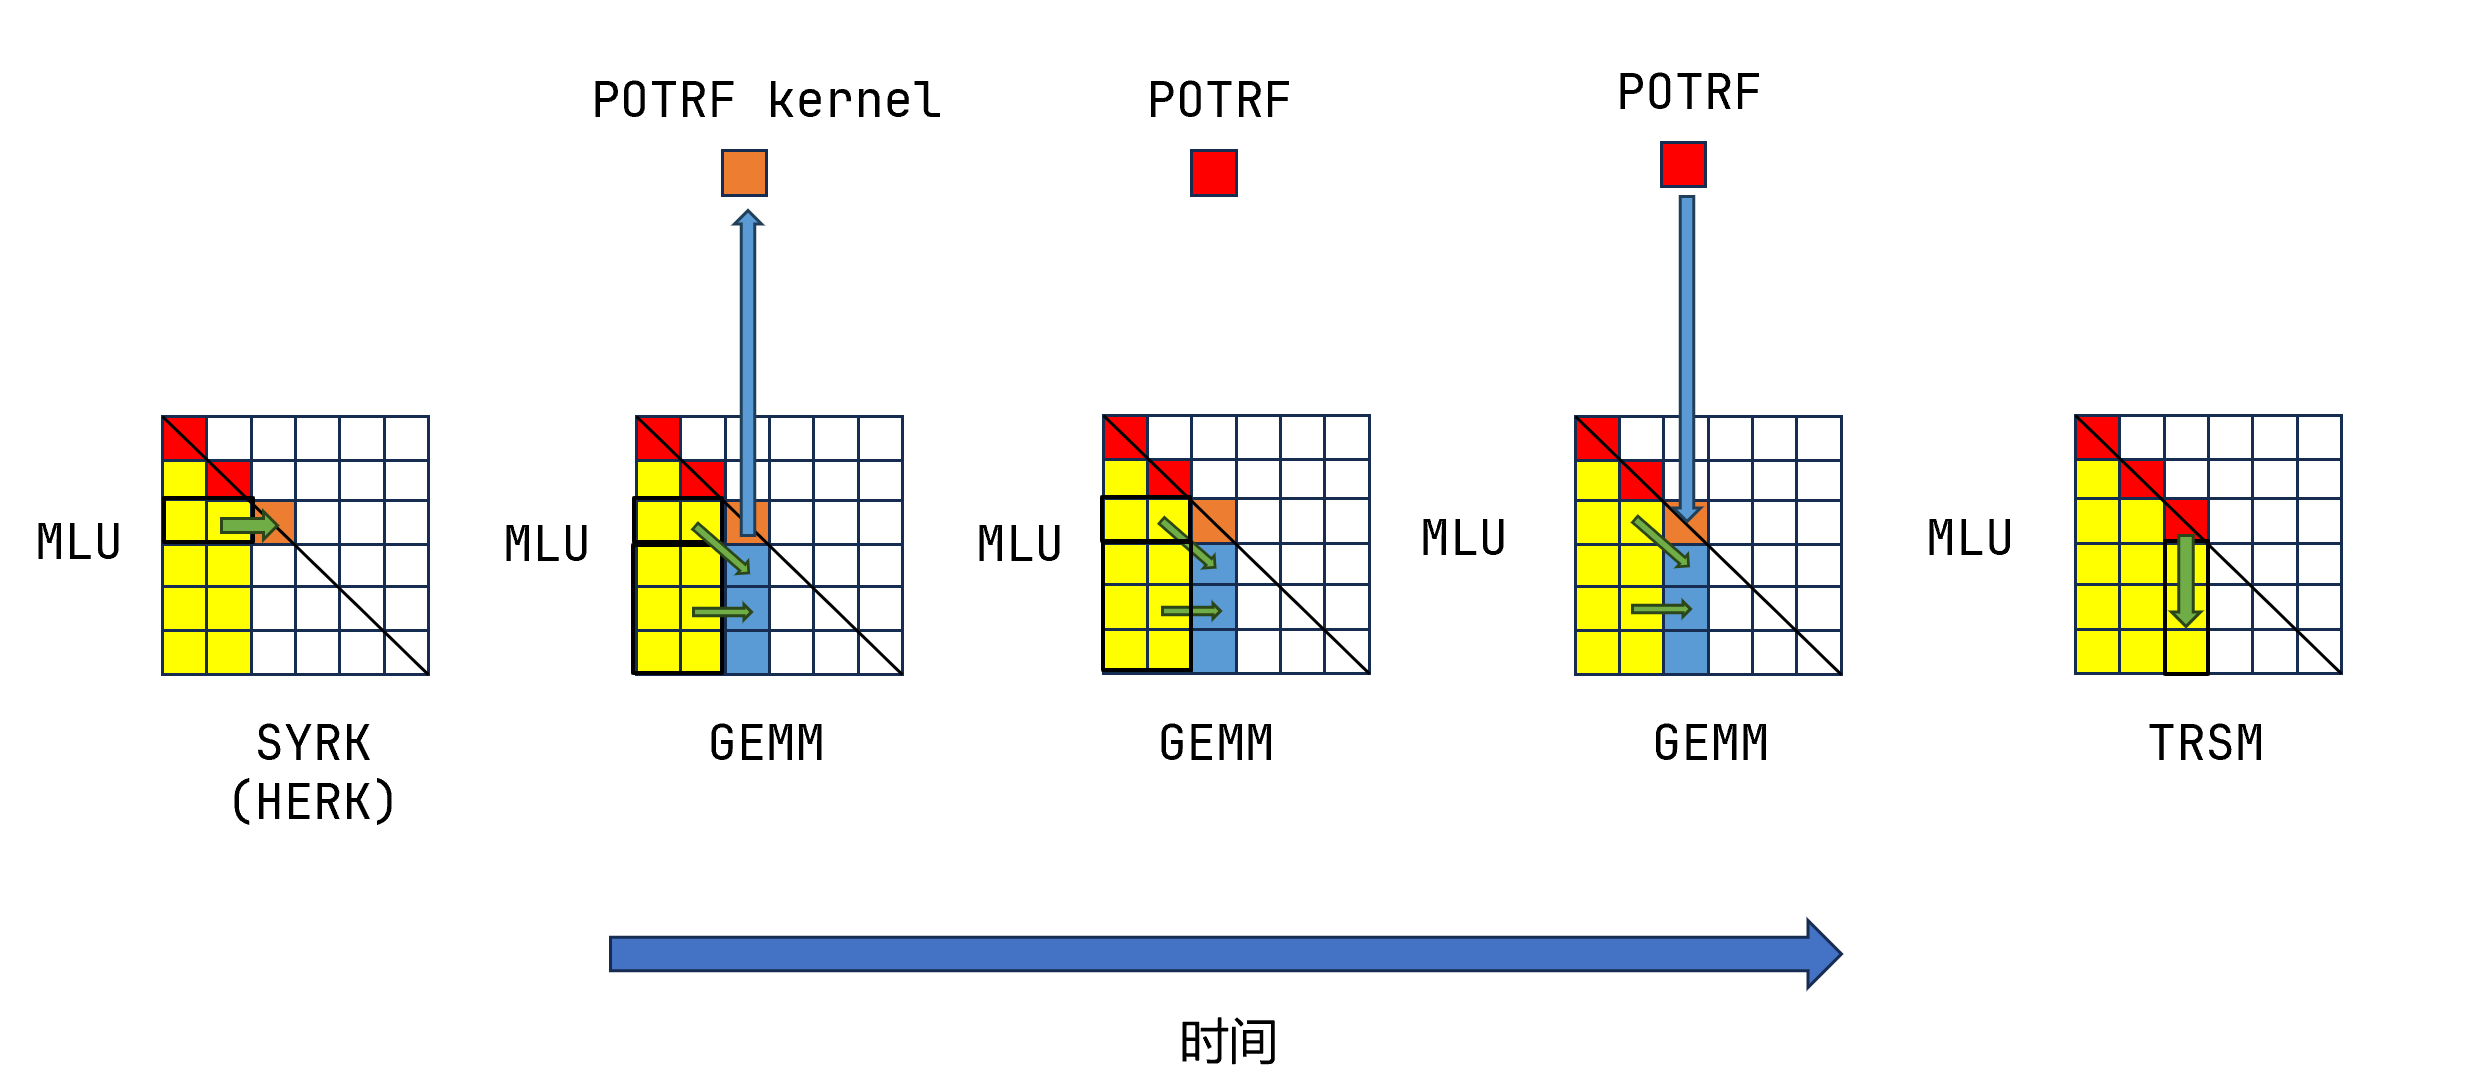 POTRF kernel
POTRF
POTRF
MLU
MLU
MLU
MLU
MLU
SYRK
(HERK)
GEMM
GEMM
GEMM
TRSM
时间